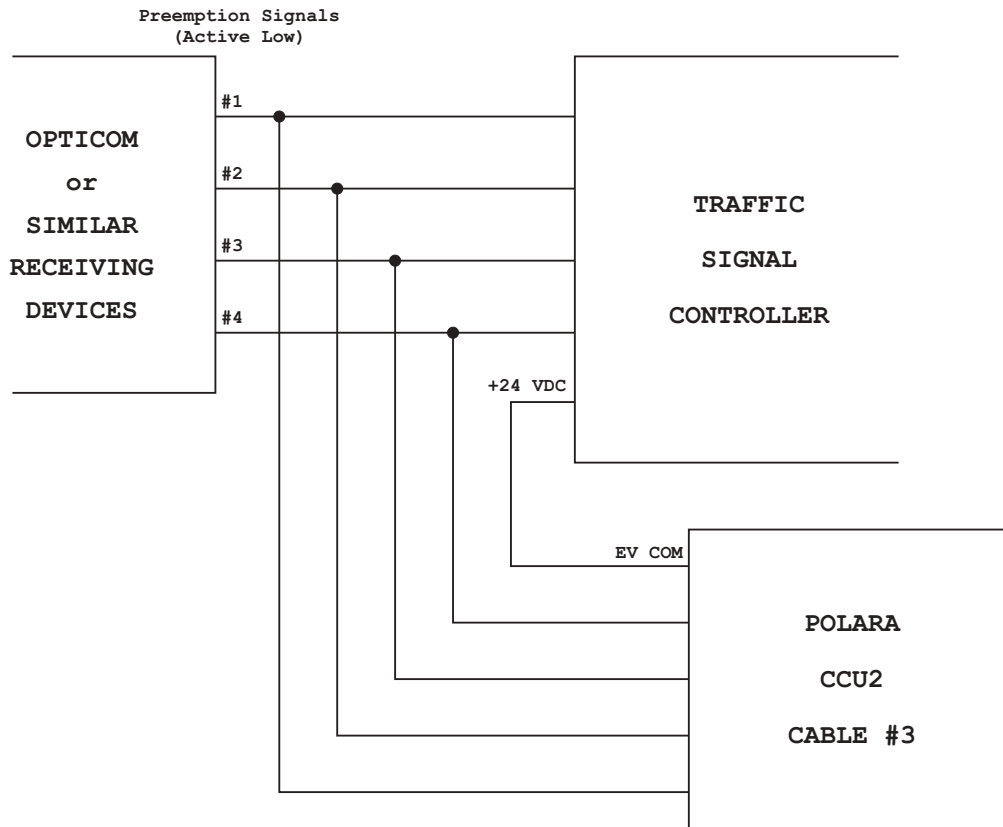 Preemption Signals
(Active Low)
OPTICOM
or
SIMILAR
RECEIVING
DEVICES
#1
#2
#3
#4
TRAFFIC
SIGNAL
CONTROLLER
+24 VDC
EV COM
POLARA
CCU2
CABLE #3